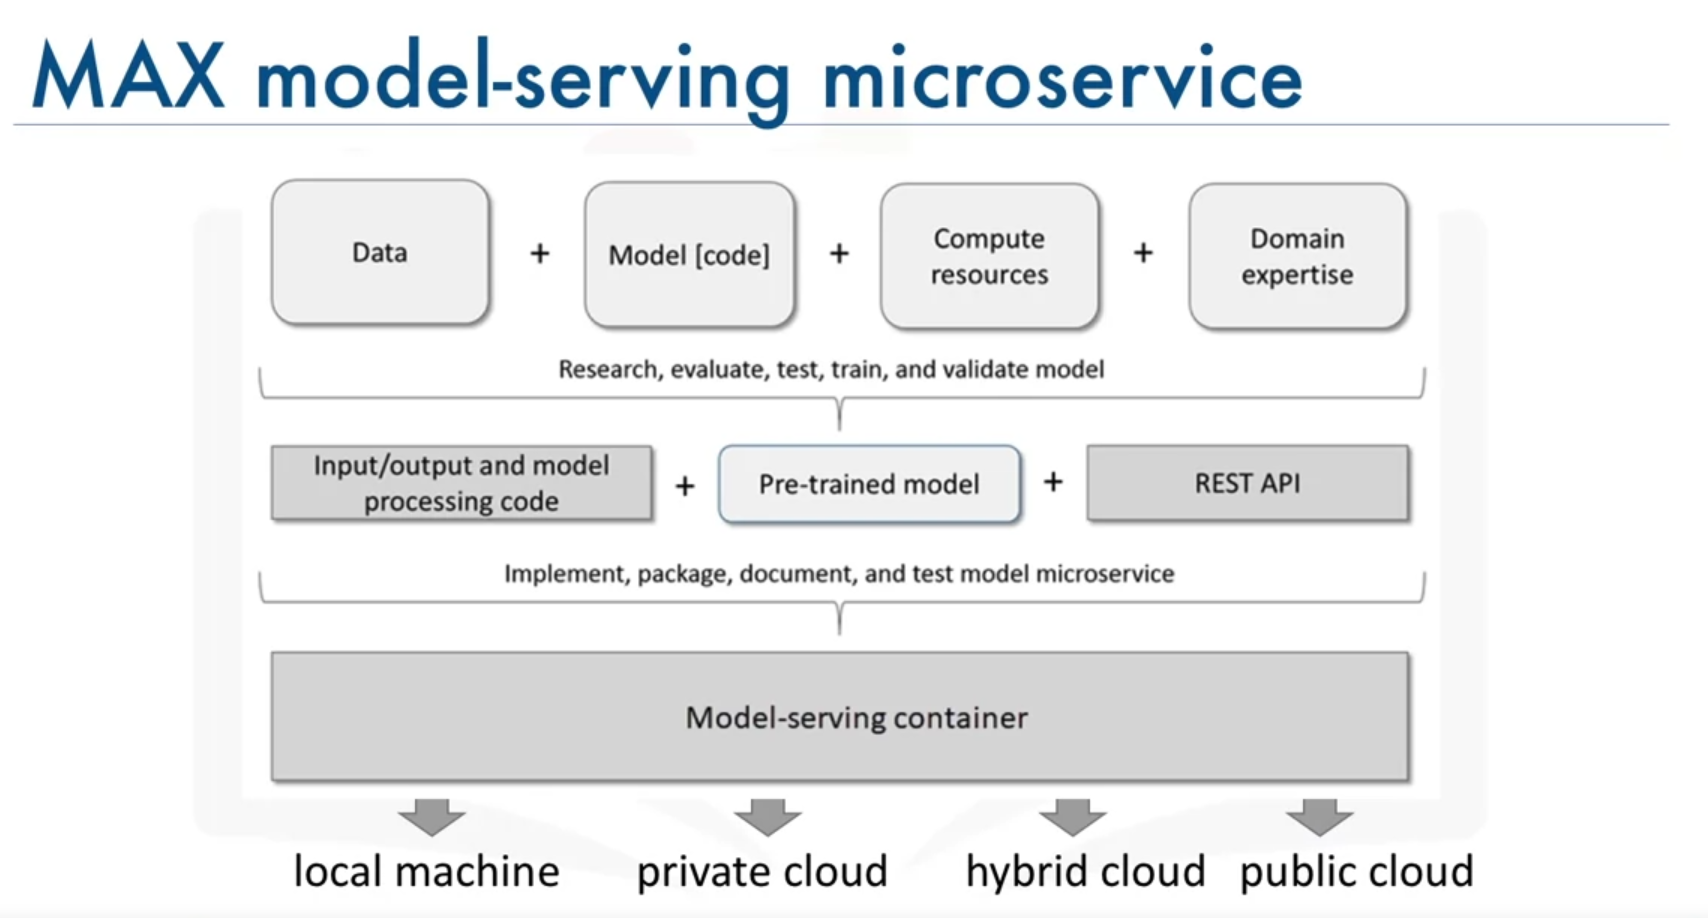 MAX model-serving microservice
Data
+
Model [code]
+
Compute
resources
+
Domain
expertise
Research, evaluate, test, train, and validate model
Input/output and model
processing code
+
Pre-trained model
+
REST API
Implement, package, document, and test model microservice
Model-serving container
local machine
private cloud
hybrid cloud
public cloud